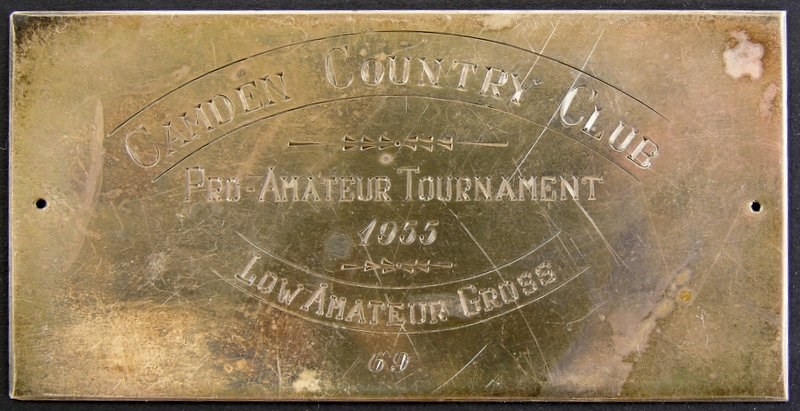 Camden Country Club
Pro-Amateur Tournament
1955
Low Amateur Gross
69